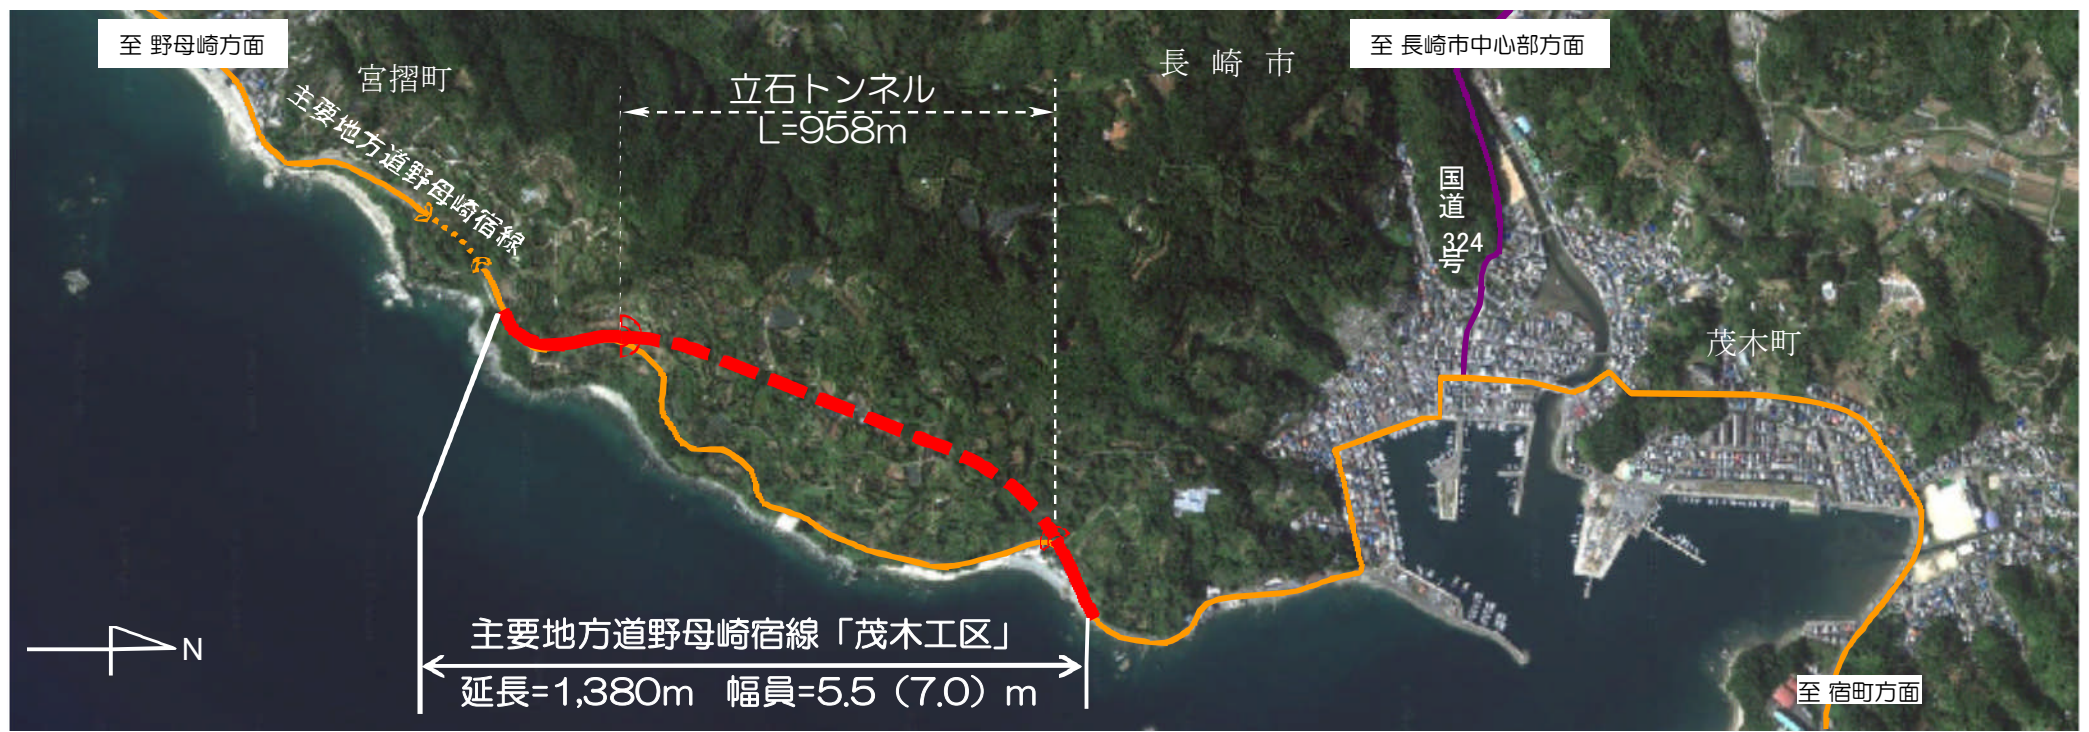 至 野母崎方面
宮摺町
主要地方道野母崎宿線
立石トンネル
L=958m
長 崎 市
至 長崎市中心部方面
国道
324
号
茂木町
N
主要地方道野母崎宿線「茂木工区」
延長=1,380m 幅員=5.5（7.0）m
至 宿町方面